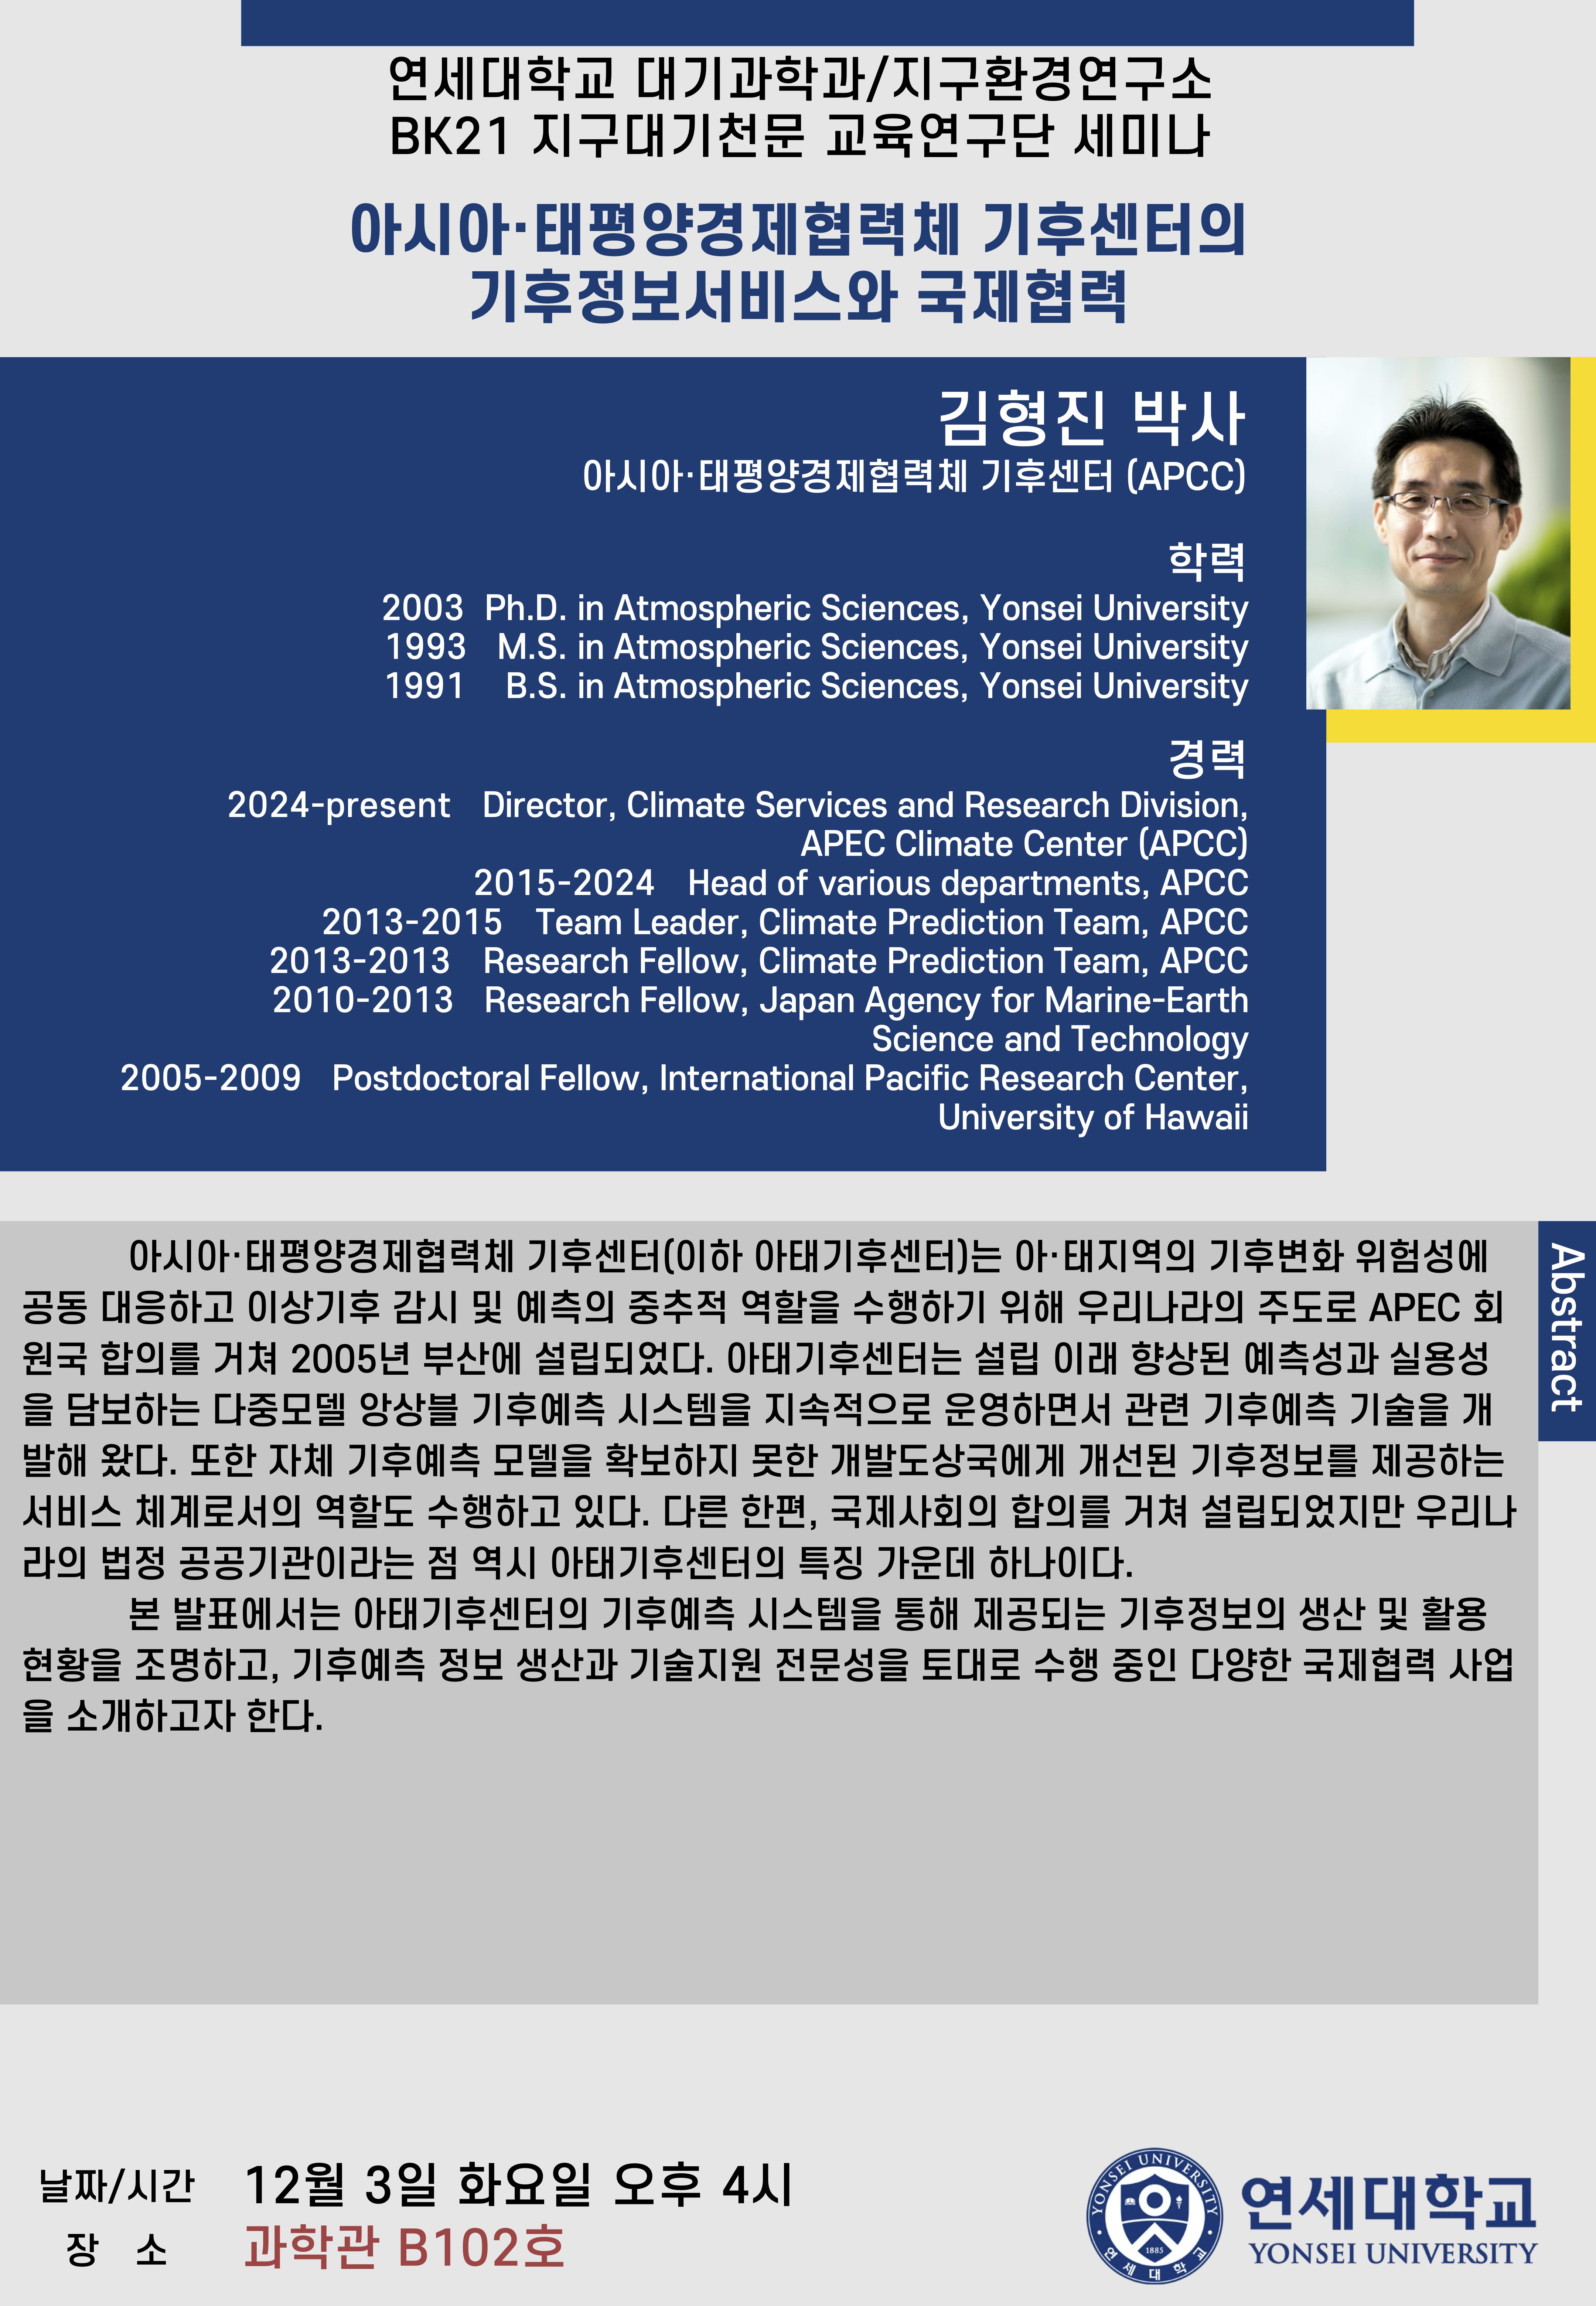 연세대학교 대기과학과/지구환경연구소
BK21 지구대기천문 교육연구단 세미나
아시아·태평양경제협력체 기후센터의
기후정보서비스와 국제협력
김형진 박사
아시아·태평양경제협력체 기후센터 (APCC)
학력
2003 Ph.D. in Atmospheric Sciences, Yonsei University
1993 M.S. in Atmospheric Sciences, Yonsei University
1991 B.S. in Atmospheric Sciences, Yonsei University
경력
2024-present Director, Climate Services and Research Division,
APEC Climate Center (APCC)
2015-2024 Head of various departments, APCC
2013-2015 Team Leader, Climate Prediction Team, APCC
2013-2013 Research Fellow, Climate Prediction Team, APCC
2010-2013 Research Fellow, Japan Agency for Marine-Earth
Science and Technology
2005-2009 Postdoctoral Fellow, International Pacific Research Center,
University of Hawaii
Abstract
아시아·태평양경제협력체 기후센터(이하 아태기후센터)는 아·태지역의 기후변화 위험성에
공동 대응하고 이상기후 감시 및 예측의 중추적 역할을 수행하기 위해 우리나라의 주도로 APEC 회
원국 합의를 거쳐 2005년 부산에 설립되었다. 아태기후센터는 설립 이래 향상된 예측성과 실용성
을 담보하는 다중모델 앙상블 기후예측 시스템을 지속적으로 운영하면서 관련 기후예측 기술을 개
발해 왔다. 또한 자체 기후예측 모델을 확보하지 못한 개발도상국에게 개선된 기후정보를 제공하는
서비스 체계로서의 역할도 수행하고 있다. 다른 한편, 국제사회의 합의를 거쳐 설립되었지만 우리나
라의 법정 공공기관이라는 점 역시 아태기후센터의 특징 가운데 하나이다.
본 발표에서는 아태기후센터의 기후예측 시스템을 통해 제공되는 기후정보의 생산 및 활용
현황을 조명하고, 기후예측 정보 생산과 기술지원 전문성을 토대로 수행 중인 다양한 국제협력 사업
을 소개하고자 한다.
날짜/시간 12월 3일 화요일 오후 4시
장 소 과학관 B102호
YONSEI UNIVERSITY
1885
연세대학교
연세대학교
YONSEI UNIVERSITY